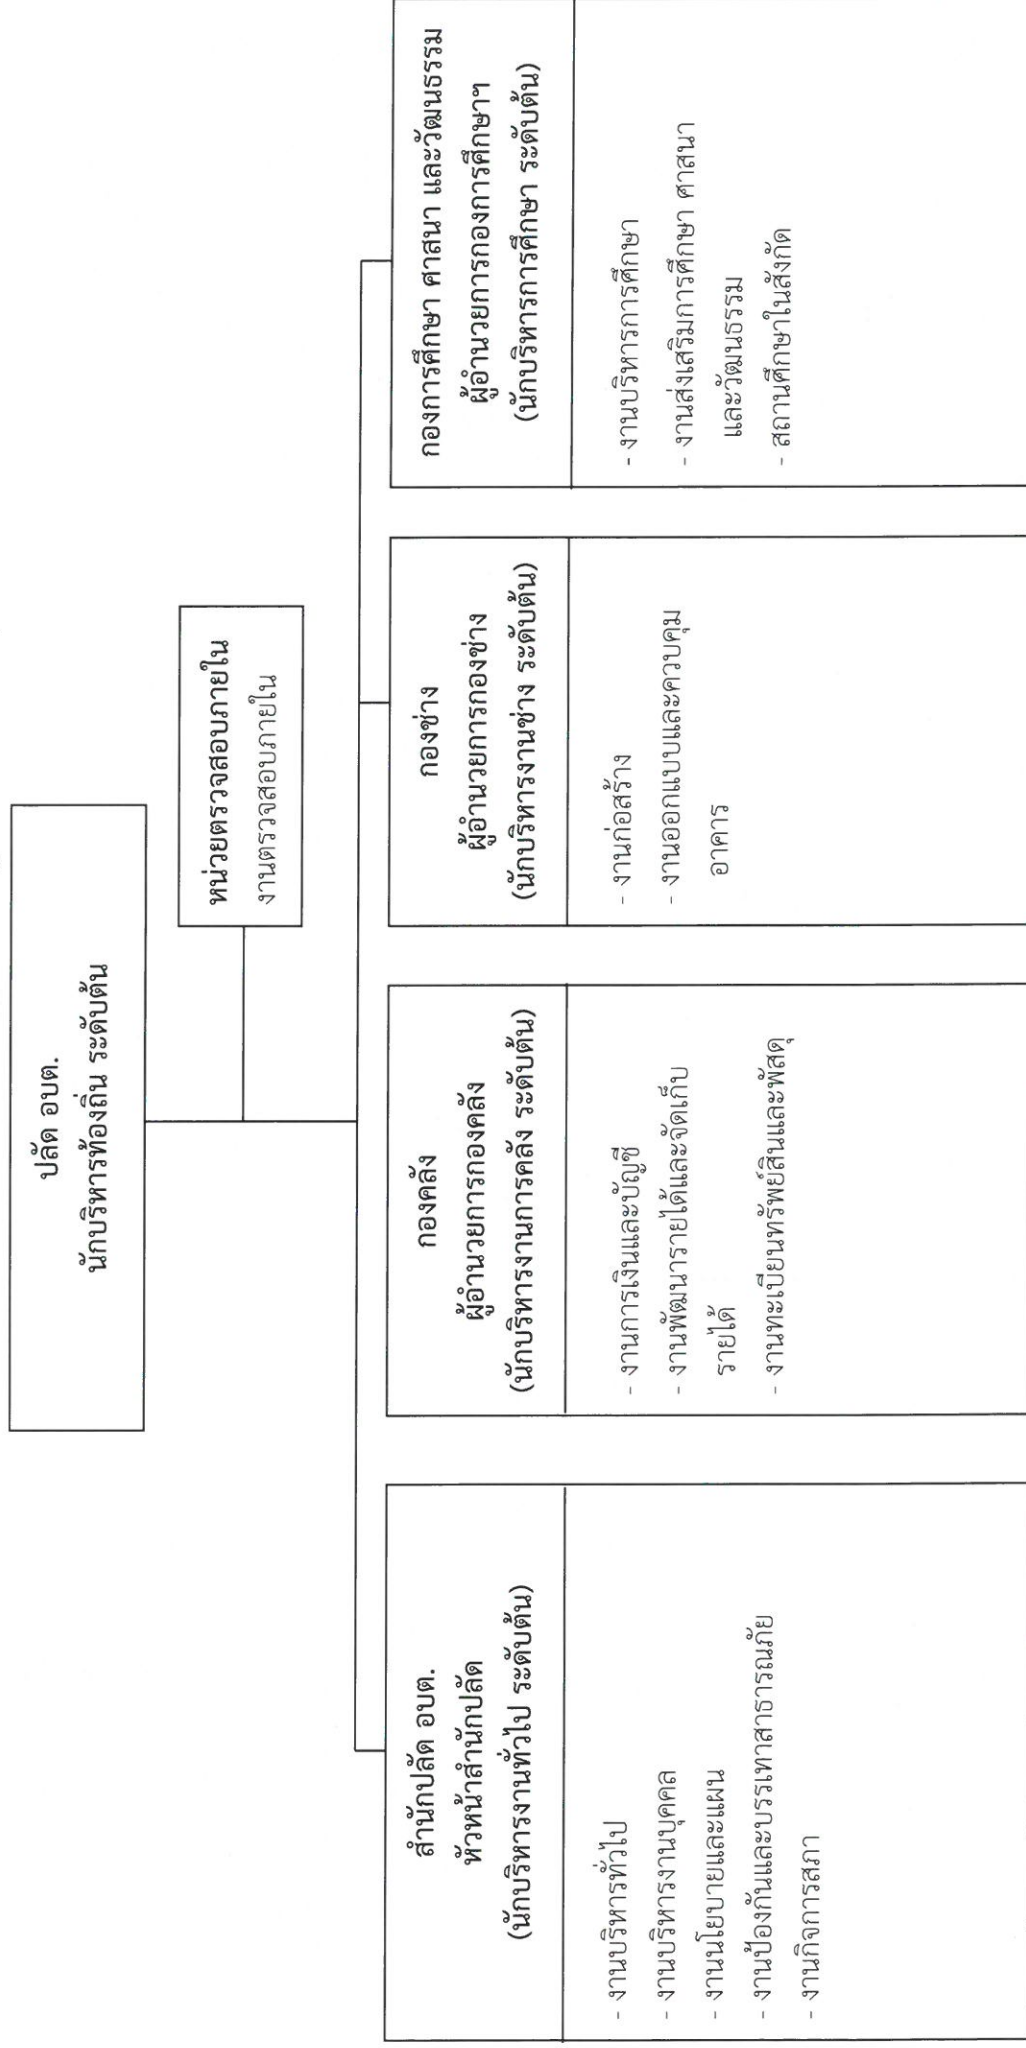 ปลัด อบต.
นักบริหารท้องถิ่น ระดับต้น
หน่วยตรวจสอบภายใน
งานตรวจสอบภายใน
สำนักปลัด อบต.
หัวหน้าสำนักปลัด
(นักบริหารงานทั่วไป ระดับต้น)
- งานบริหารทั่วไป
- งานบริหารงานบุคคล
- งานนโยบายและแผน
- งานป้องกันและบรรเทาสาธารณภัย
- งานกิจการสภา
กองคลัง
ผู้อำนวยการกองคลัง
(นักบริหารงานการคลัง ระดับต้น)
- งานการเงินและบัญชี
- งานพัฒนารายได้และจัดเก็บ
รายได้
- งานทะเบียนทรัพย์สินและพัสดุ
กองช่าง
ผู้อำนวยการกองช่าง
(นักบริหารงานช่าง ระดับต้น)
- งานก่อสร้าง
- งานออกแบบและควบคุม
อาคาร
กองการศึกษา ศาสนา และวัฒนธรรม
ผู้อำนวยการกองการศึกษาฯ
(นักบริหารการศึกษา ระดับต้น)
- งานบริหารการศึกษา
- งานส่งเสริมการศึกษา ศาสนา
และวัฒนธรรม
- สถานศึกษาในสังกัด